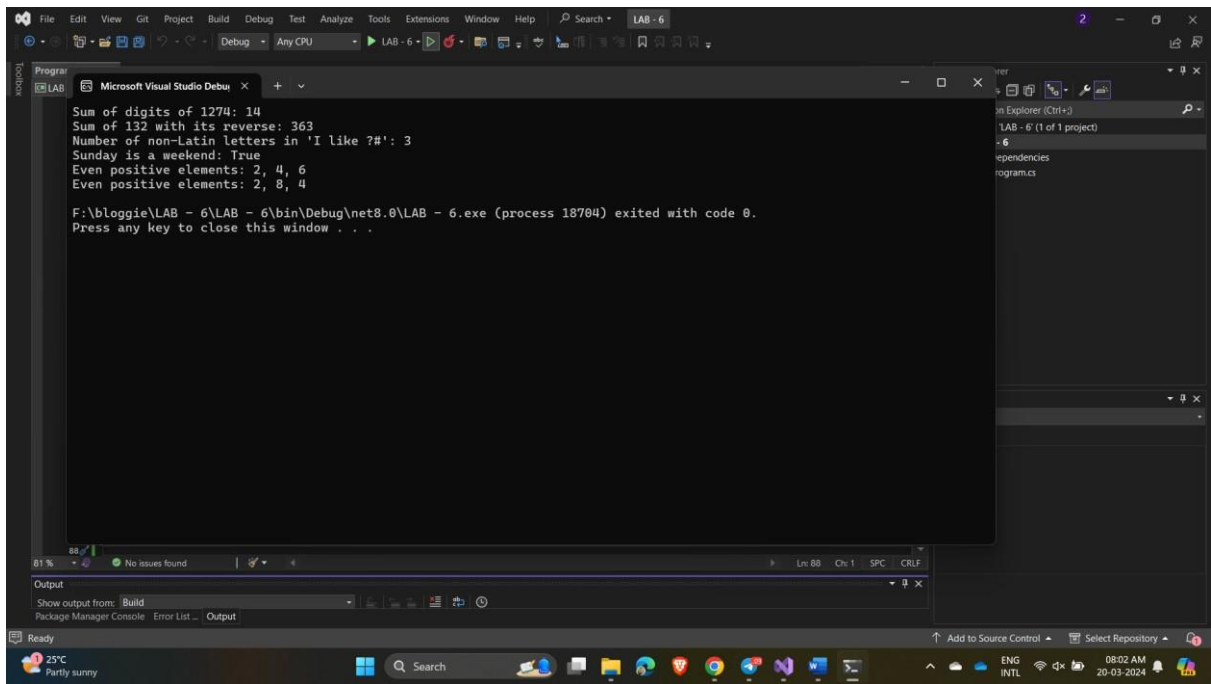 File Edit View Git Project Build Debug Test Analyze Tools Extensions Window Help Search LAB - 6 2
Debug Any CPU LAB - 6
Toolbox
LAB
Microsoft Visual Studio Debu
Sum of digits of 1274: 14
Sum of 132 with its reverse: 363
Number of non-Latin letters in 'I like ?#': 3
Sunday is a weekend: True
Even positive elements: 2, 4, 6
Even positive elements: 2, 8, 4
F:\bloggie\LAB - 6\LAB - 6\bin\Debug\net8.0\LAB - 6.exe (process 18704) exited with code 0.
Press any key to close this window . . .
(Ctrl+;)
'LAB - 6' (1 of 1 project)
- 6
88
81 % No issues found Ln: 88 Ch: 1 SPC CRLF
Output
Show output from: Build
Package Manager Console Error List ... Output
Ready Add to Source Control Select Repository
1 25°C Search ENG 08:02 AM
Partly sunny INTL 20-03-2024